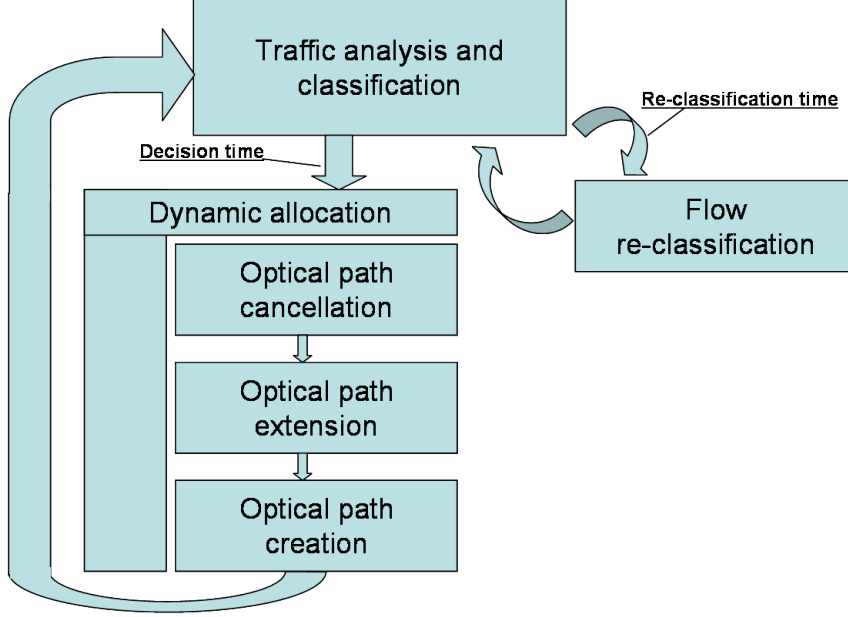 Traffic analysis and
classification
Re-classification time
Decision time
Dynamic allocation
Flow
re-classification
Optical path
cancellation
Optical path
extension
Optical path
creation